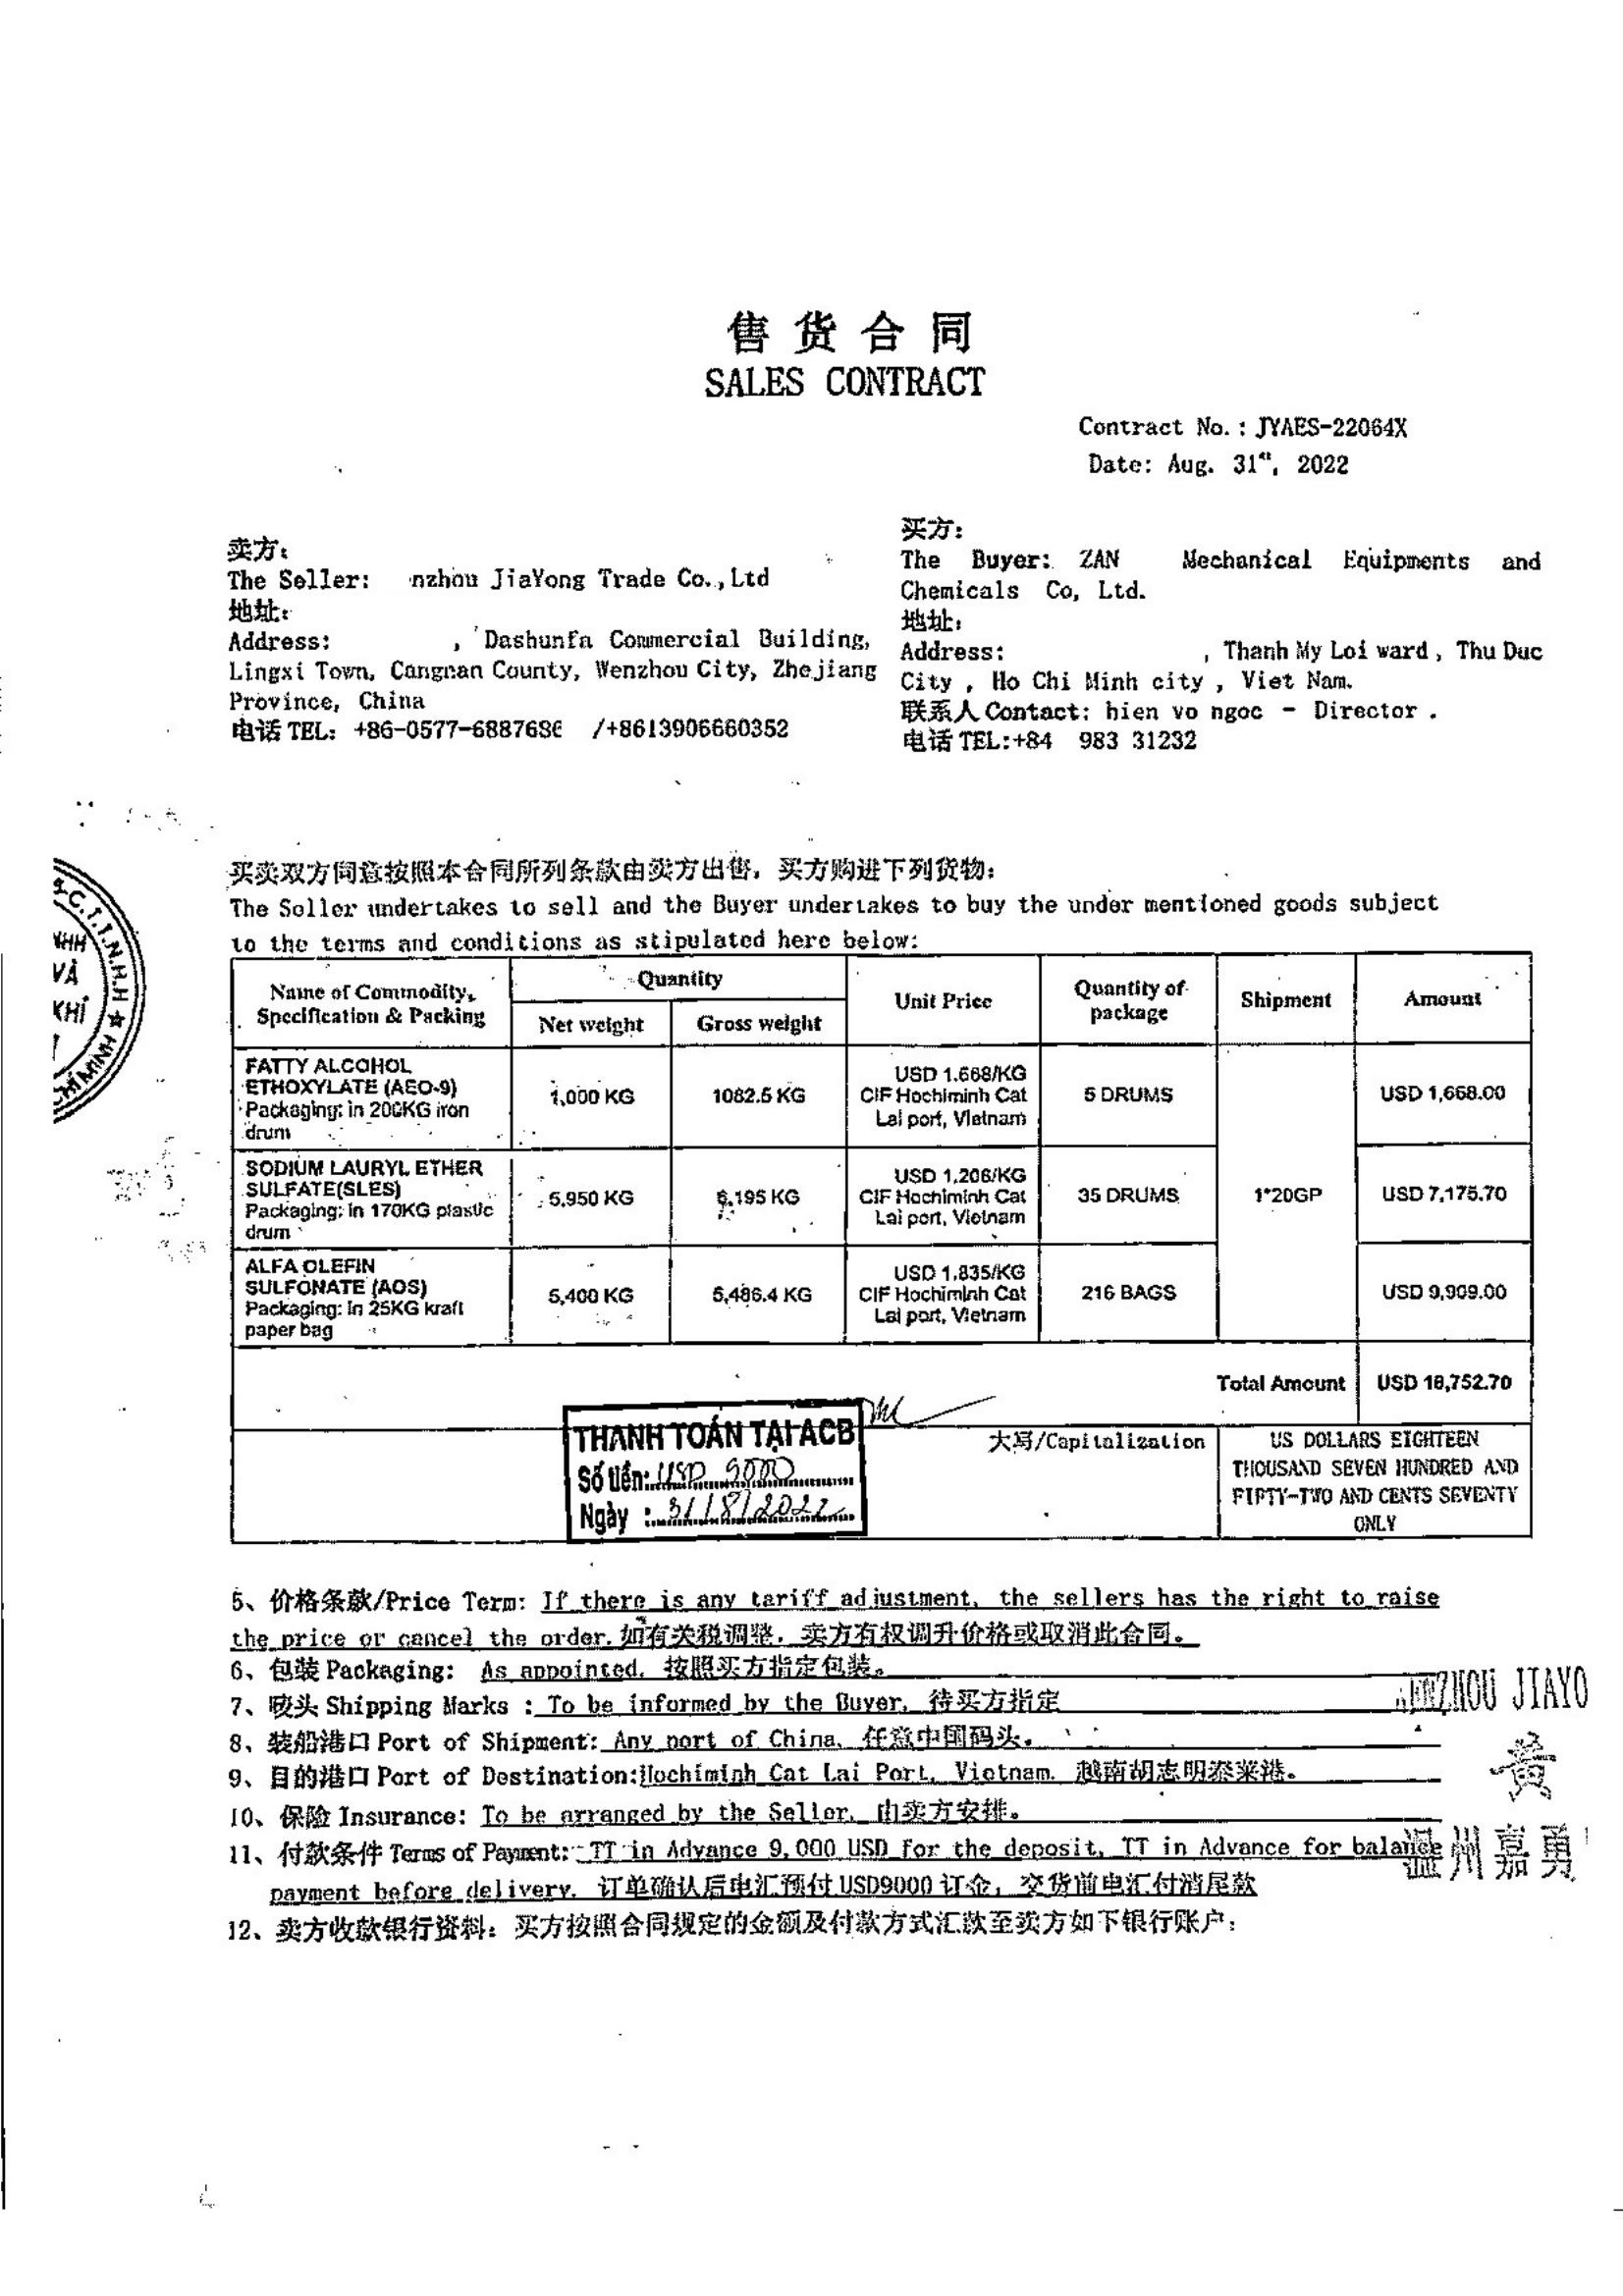 售货合同
SALES CONTRACT
Contract No.: JYAES-22064X
Date: Aug. 31st, 2022
卖方:
The Seller: nzhou JiaYong Trade Co.,Ltd
地址:
Address: , Dashunfa Commercial Building,
Lingxi Town, Cangnan County, Wenzhou City, Zhejiang
Province, China
电话 TEL: +86-0577-6887686 /+8613906660352
买方:
The Buyer: ZAN Mechanical Equipments and
Chemicals Co, Ltd.
地址:
Address: , Thanh My Loi ward , Thu Duc
City , Ho Chi Minh city , Viet Nam.
联系人 Contact: hien vo ngoc - Director .
电话 TEL:+84 983 31232
买卖双方同意按照本合同所列条款由卖方出售, 买方购进下列货物:
The Seller undertakes to sell and the Buyer undertakes to buy the under mentioned goods subject
to the terms and conditions as stipulated here below:
Name of Commodity,
Specification & Packing
Quantity
Net weight
Gross weight
Unit Price
Quantity of
package
Shipment
Amount
FATTY ALCOHOL
ETHOXYLATE (AEO-9)
Packaging: in 200KG iron
drum
1,000 KG
1082.5 KG
USD 1.668/KG
CIF Hochiminh Cat
Lai port, Vietnam
5 DRUMS
USD 1,668.00
SODIUM LAURYL ETHER
SULFATE(SLES)
Packaging: in 170KG plastic
drum
5,950 KG
6,195 KG
USD 1,206/KG
CIF Hochiminh Cat
Lai port, Vietnam
35 DRUMS
1*20GP
USD 7,175.70
ALFA OLEFIN
SULFONATE (AOS)
Packaging: In 25KG kraft
paper bag
5,400 KG
5,486.4 KG
USD 1.835/KG
CIF Hochiminh Cat
Lai port, Vietnam
216 BAGS
USD 9,909.00
Total Amount
USD 18,752.70
THANH TOÁN TẠI ACB
Số tiền: USD 9000
Ngày : 31/8/2022
大写/Capitalization
US DOLLARS EIGHTEEN
THOUSAND SEVEN HUNDRED AND
FIFTY-TWO AND CENTS SEVENTY
ONLY
5、价格条款/Price Term: If there is any tariff adjustment, the sellers has the right to raise
the price or cancel the order. 如有关税调整, 卖方有权调升价格或取消此合同。
6、包装 Packaging: As appointed. 按照买方指定包装。
7、唛头 Shipping Marks : To be informed by the Buyer. 待买方指定
8、装船港口 Port of Shipment: Any port of China. 任意中国码头.
9、目的港口 Port of Destination:Hochiminh Cat Lai Port, Vietnam. 越南胡志明泰莱港.
10、保险 Insurance: To be arranged by the Seller. 由卖方安排。
11、付款条件 Terms of Payment: TT in Advance 9,000 USD for the deposit, TT in Advance for balance
payment before delivery. 订单确认后电汇预付 USD9000 订金, 交货前电汇付清尾款
12、卖方收款银行资料: 买方按照合同规定的金额及付款方式汇款至卖方如下银行账户:
ENZHOU JIAYO
黄
温州嘉勇
.C.T.T.N.H.H ★
NHH
VÀ
KHÍ
CHÍ MINH